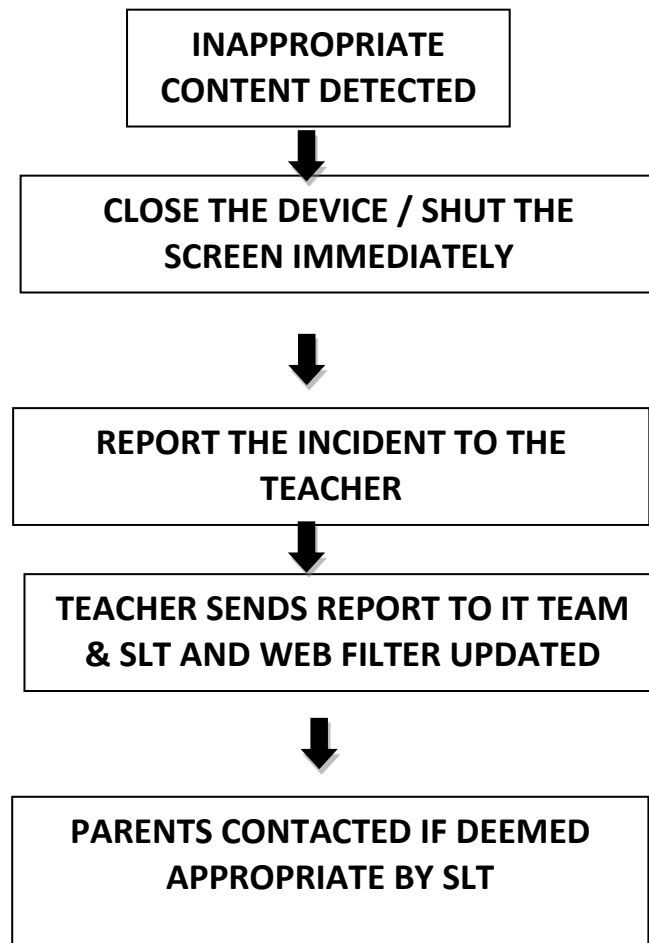 INAPPROPRIATE
CONTENT DETECTED
CLOSE THE DEVICE / SHUT THE
SCREEN IMMEDIATELY
REPORT THE INCIDENT TO THE
TEACHER
TEACHER SENDS REPORT TO IT TEAM
& SLT AND WEB FILTER UPDATED
PARENTS CONTACTED IF DEEMED
APPROPRIATE BY SLT